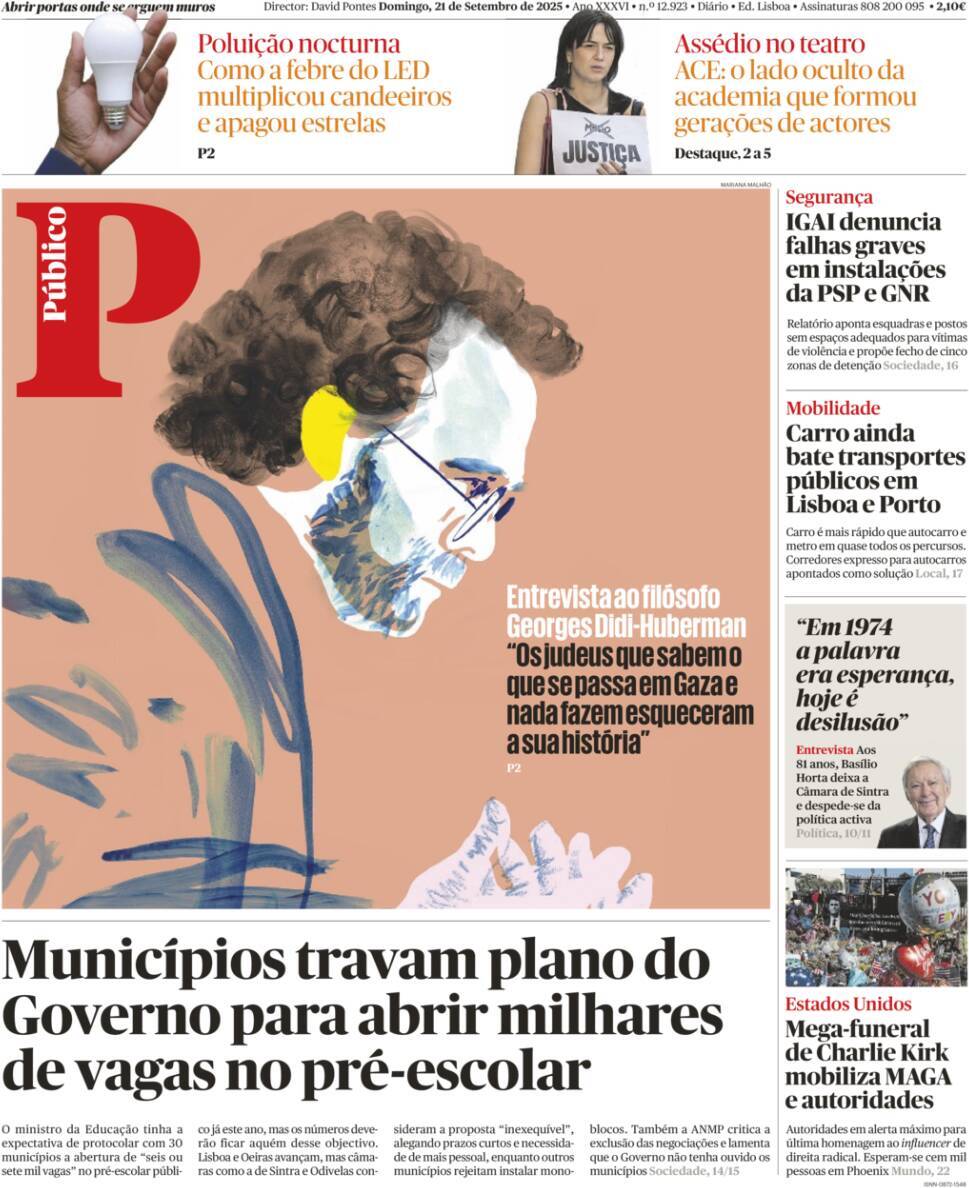 Abrir portas onde se erguem muros
Director: David Pontes Domingo, 21 de Setembro de 2025 • Ano XXXVI • n.º 12.923 • Diário • Ed. Lisboa • Assinaturas 808 200 095 • 2,10€
Poluição nocturna
Como a febre do LED
multiplicou candeeiros
e apagou estrelas
P2
JUSTIÇA
Assédio no teatro
ACE: o lado oculto da
academia que formou
gerações de actores
Destaque, 2 a 5
MARIANA MALHÃO
P
Público
Entrevista ao filósofo
Georges Didi-Huberman
“Os judeus que sabem o
que se passa em Gaza e
nada fazem esqueceram
a sua história”
P2
Municípios travam plano do
Governo para abrir milhares
de vagas no pré-escolar
O ministro da Educação tinha a
expectativa de protocolar com 30
municípios a abertura de “seis ou
sete mil vagas” no pré-escolar públi-
co já este ano, mas os números deve-
rão ficar aquém desse objectivo.
Lisboa e Oeiras avançam, mas câma-
ras como a de Sintra e Odivelas con-
sideram a proposta “inexequível”,
alegando prazos curtos e necessida-
de mais pessoal, enquanto outros
municípios rejeitam instalar mono-
blocos. Também a ANMP critica a
exclusão das negociações e lamenta
que o Governo não tenha ouvido os
municípios Sociedade, 14/15
Segurança
IGAI denuncia
falhas graves
em instalações
da PSP e GNR
Relatório aponta esquadras e postos
sem espaços adequados para vítimas
de violência e propõe fecho de cinco
zonas de detenção Sociedade, 16
Mobilidade
Carro ainda
bate transportes
públicos em
Lisboa e Porto
Carro é mais rápido que autocarro e
metro em quase todos os percursos.
Corredores expresso para autocarros
apontados como solução Local, 17
“Em 1974
a palavra
era esperança,
hoje é
desilusão”
Entrevista Aos
81 anos, Basílio
Horta deixa a
Câmara de Sintra
e despede-se da
política activa
Política, 10/11
Estados Unidos
Mega-funeral
de Charlie Kirk
mobiliza MAGA
e autoridades
Autoridades em alerta máximo para
última homenagem ao influencer de
direita radical. Esperam-se cem mil
pessoas em Phoenix Mundo, 22
ISNN-0872-1548